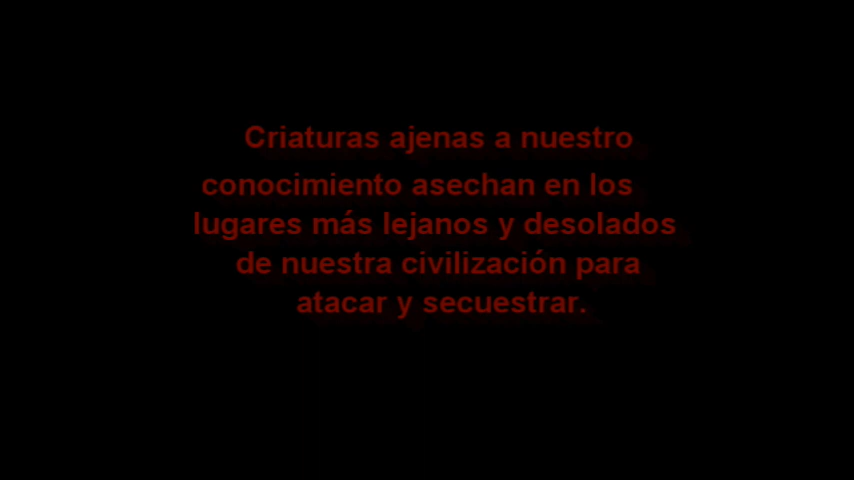 Criaturas ajenas a nuestro
conocimiento asechan en los
lugares más lejanos y desolados
de nuestra civilización para
atacar y secuestrar.